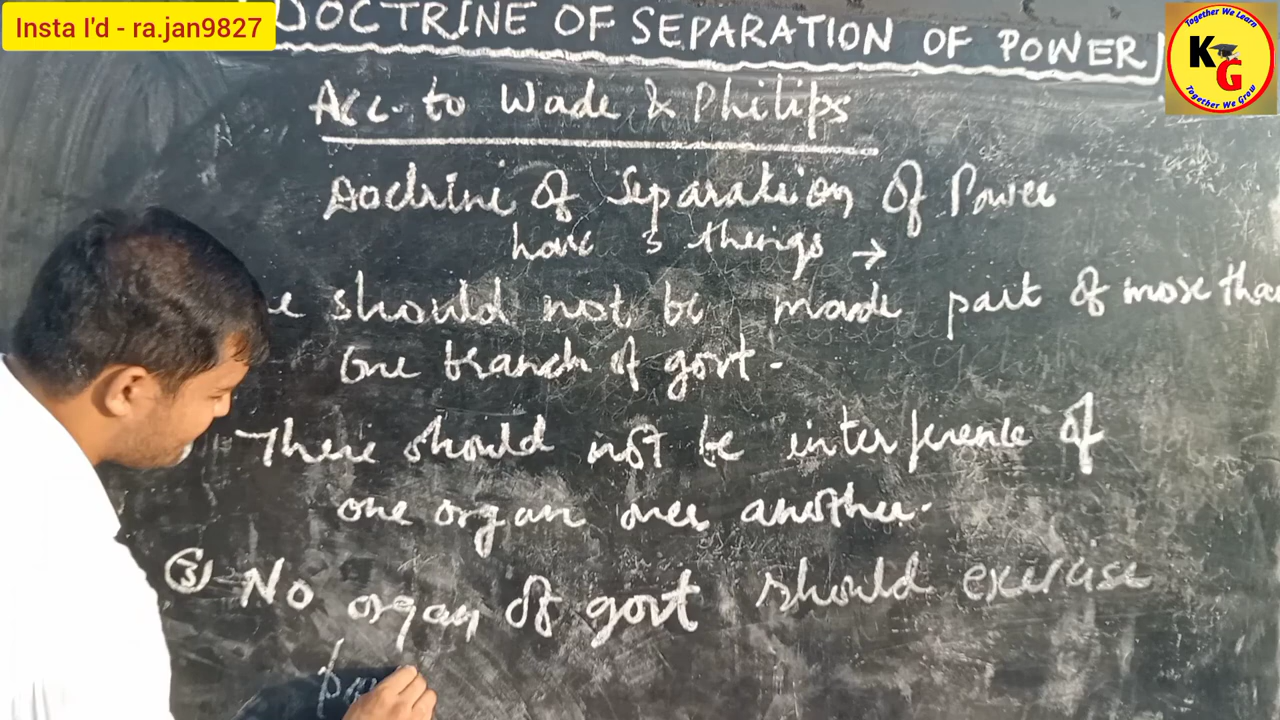 Insta I'd - ra.jan9827
DOCTRINE OF SEPARATION OF POWER
Together We Learn
KG
Together We Grow
Acc. to Wade & Philips
Doctrine of Separation of Power
have 3 things →
should not be made part of more than
one branch of govt.
There should not be interference of
one organ over another.
(3) No organ of govt should exercise